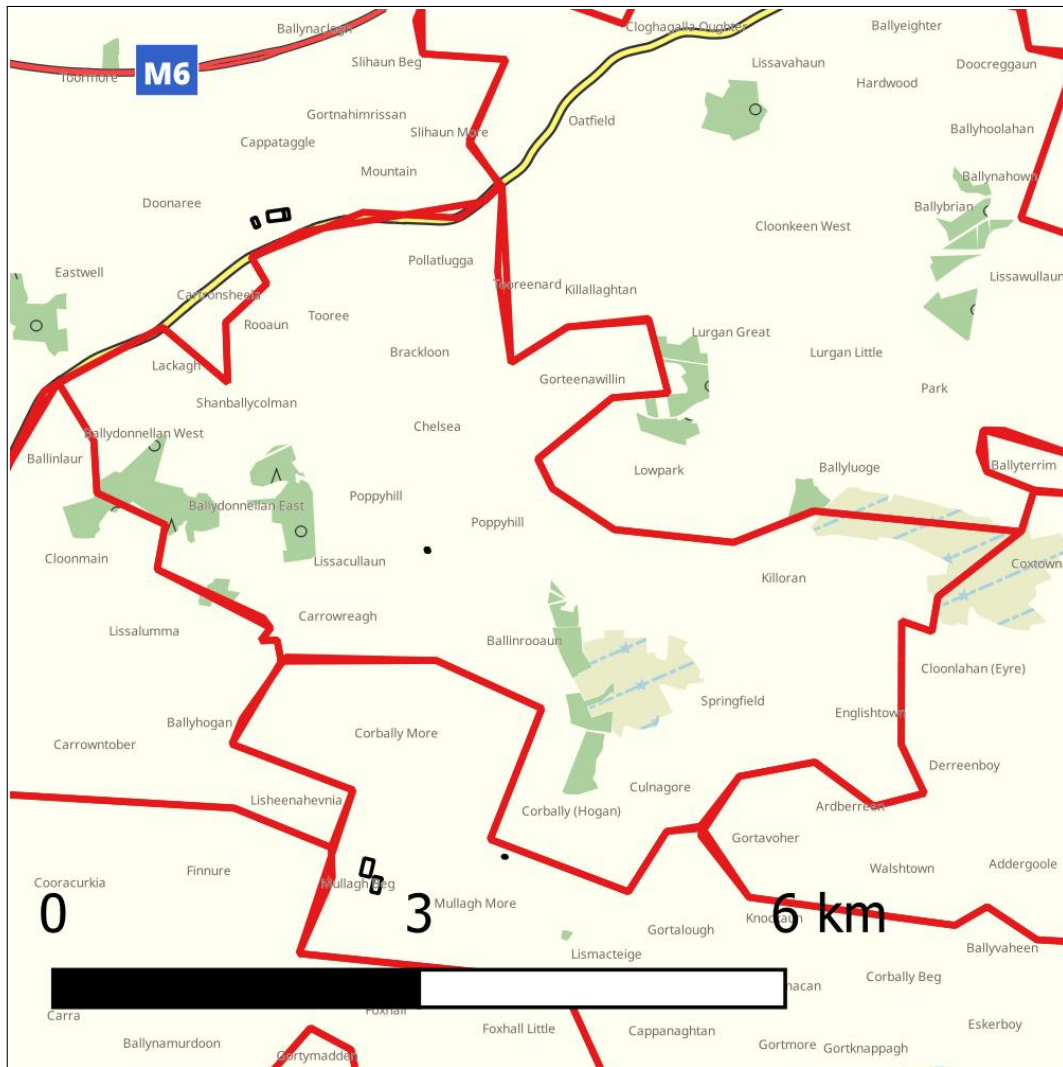 Ballynaclogh
Cloghagalla Oughter
Ballyeighter
Slihaun Beg
Lissavahaun
Doocreggaun
M6
Toormore
Hardwood
Gortnahimrissan
Oatfield
Slihaun More
Ballyhoolahan
Cappataggle
Mountain
Ballynahown
Doonaree
Ballybrian
Cloonkeen West
Pollatlugga
Eastwell
Lissawullaun
Tooreenard
Killallaghtan
Cartronsheela
Tooree
Rooaun
Lurgan Great
Brackloon
Lurgan Little
Lackagh
Gorteenawillin
Park
Shanballycolman
Chelsea
Ballydonnellan West
Ballinlaur
Lowpark
Ballyluoge
Ballyterrim
Poppyhill
Ballydonnellan East
Poppyhill
Cloonmain
Lissacullaun
Coxtown
Killoran
Carrowreagh
Lissalumma
Ballinrooaun
Cloonlahan (Eyre)
Springfield
Englishtown
Ballyhogan
Corbally More
Carrowntober
Derreenboy
Culnagore
Lisheenahevnia
Corbally (Hogan)
Ardberreen
Gortavoher
Addergoole
Finnure
Walshtown
Cooracurkia
Mullagh Beg
Mullagh More
0 3 6 km
Knockaun
Gortalough
Lismacteige
Ballyvaheen
Corbally Beg
Foxhall
Carra
Foxhall Little
Cappanaghtan
Eskerboy
Ballynamurdoon
Gortmore
Gortknappagh
Gortymadden